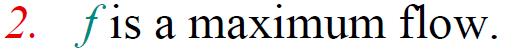 2. f is a maximum flow.